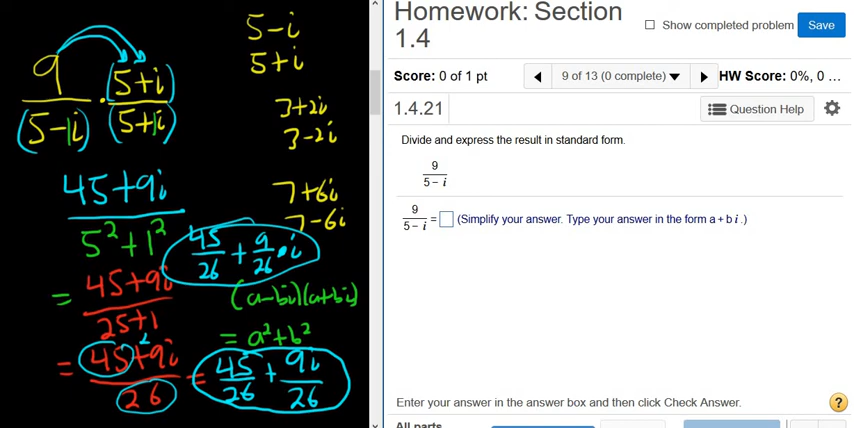 9 (5+i)
(5-1i) · (5+1i)
5-i
5+i
3+2i
3-2i
7+6i
7-6i
45+9i
5² + 1²
45/26 + 9/26 · i
= 45+9i
25+1
(a-bi)(a+bi)
= a²+b²
= 45+9i
26
= 45/26 + 9i/26
Homework: Section 1.4
Show completed problem
Save
Score: 0 of 1 pt
9 of 13 (0 complete)
HW Score: 0%, 0 ...
1.4.21
Question Help
Divide and express the result in standard form.
9
5 - i
9
5 - i = (Simplify your answer. Type your answer in the form a + b i.)
Enter your answer in the answer box and then click Check Answer.
?
All parts